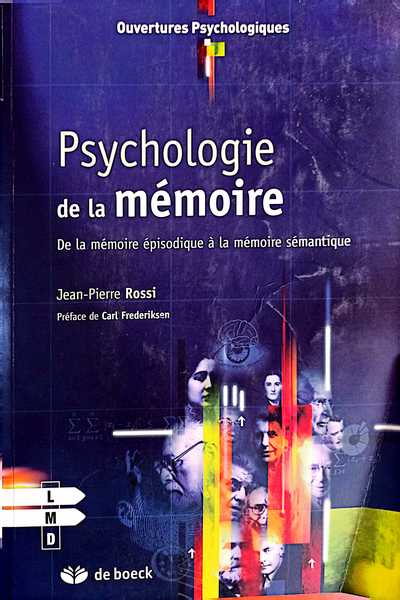 Ouvertures Psychologiques
Psychologie
de la mémoire
De la mémoire épisodique à la mémoire sémantique
Jean-Pierre Rossi
Préface de Carl Frederiksen
L
M
D
de boeck